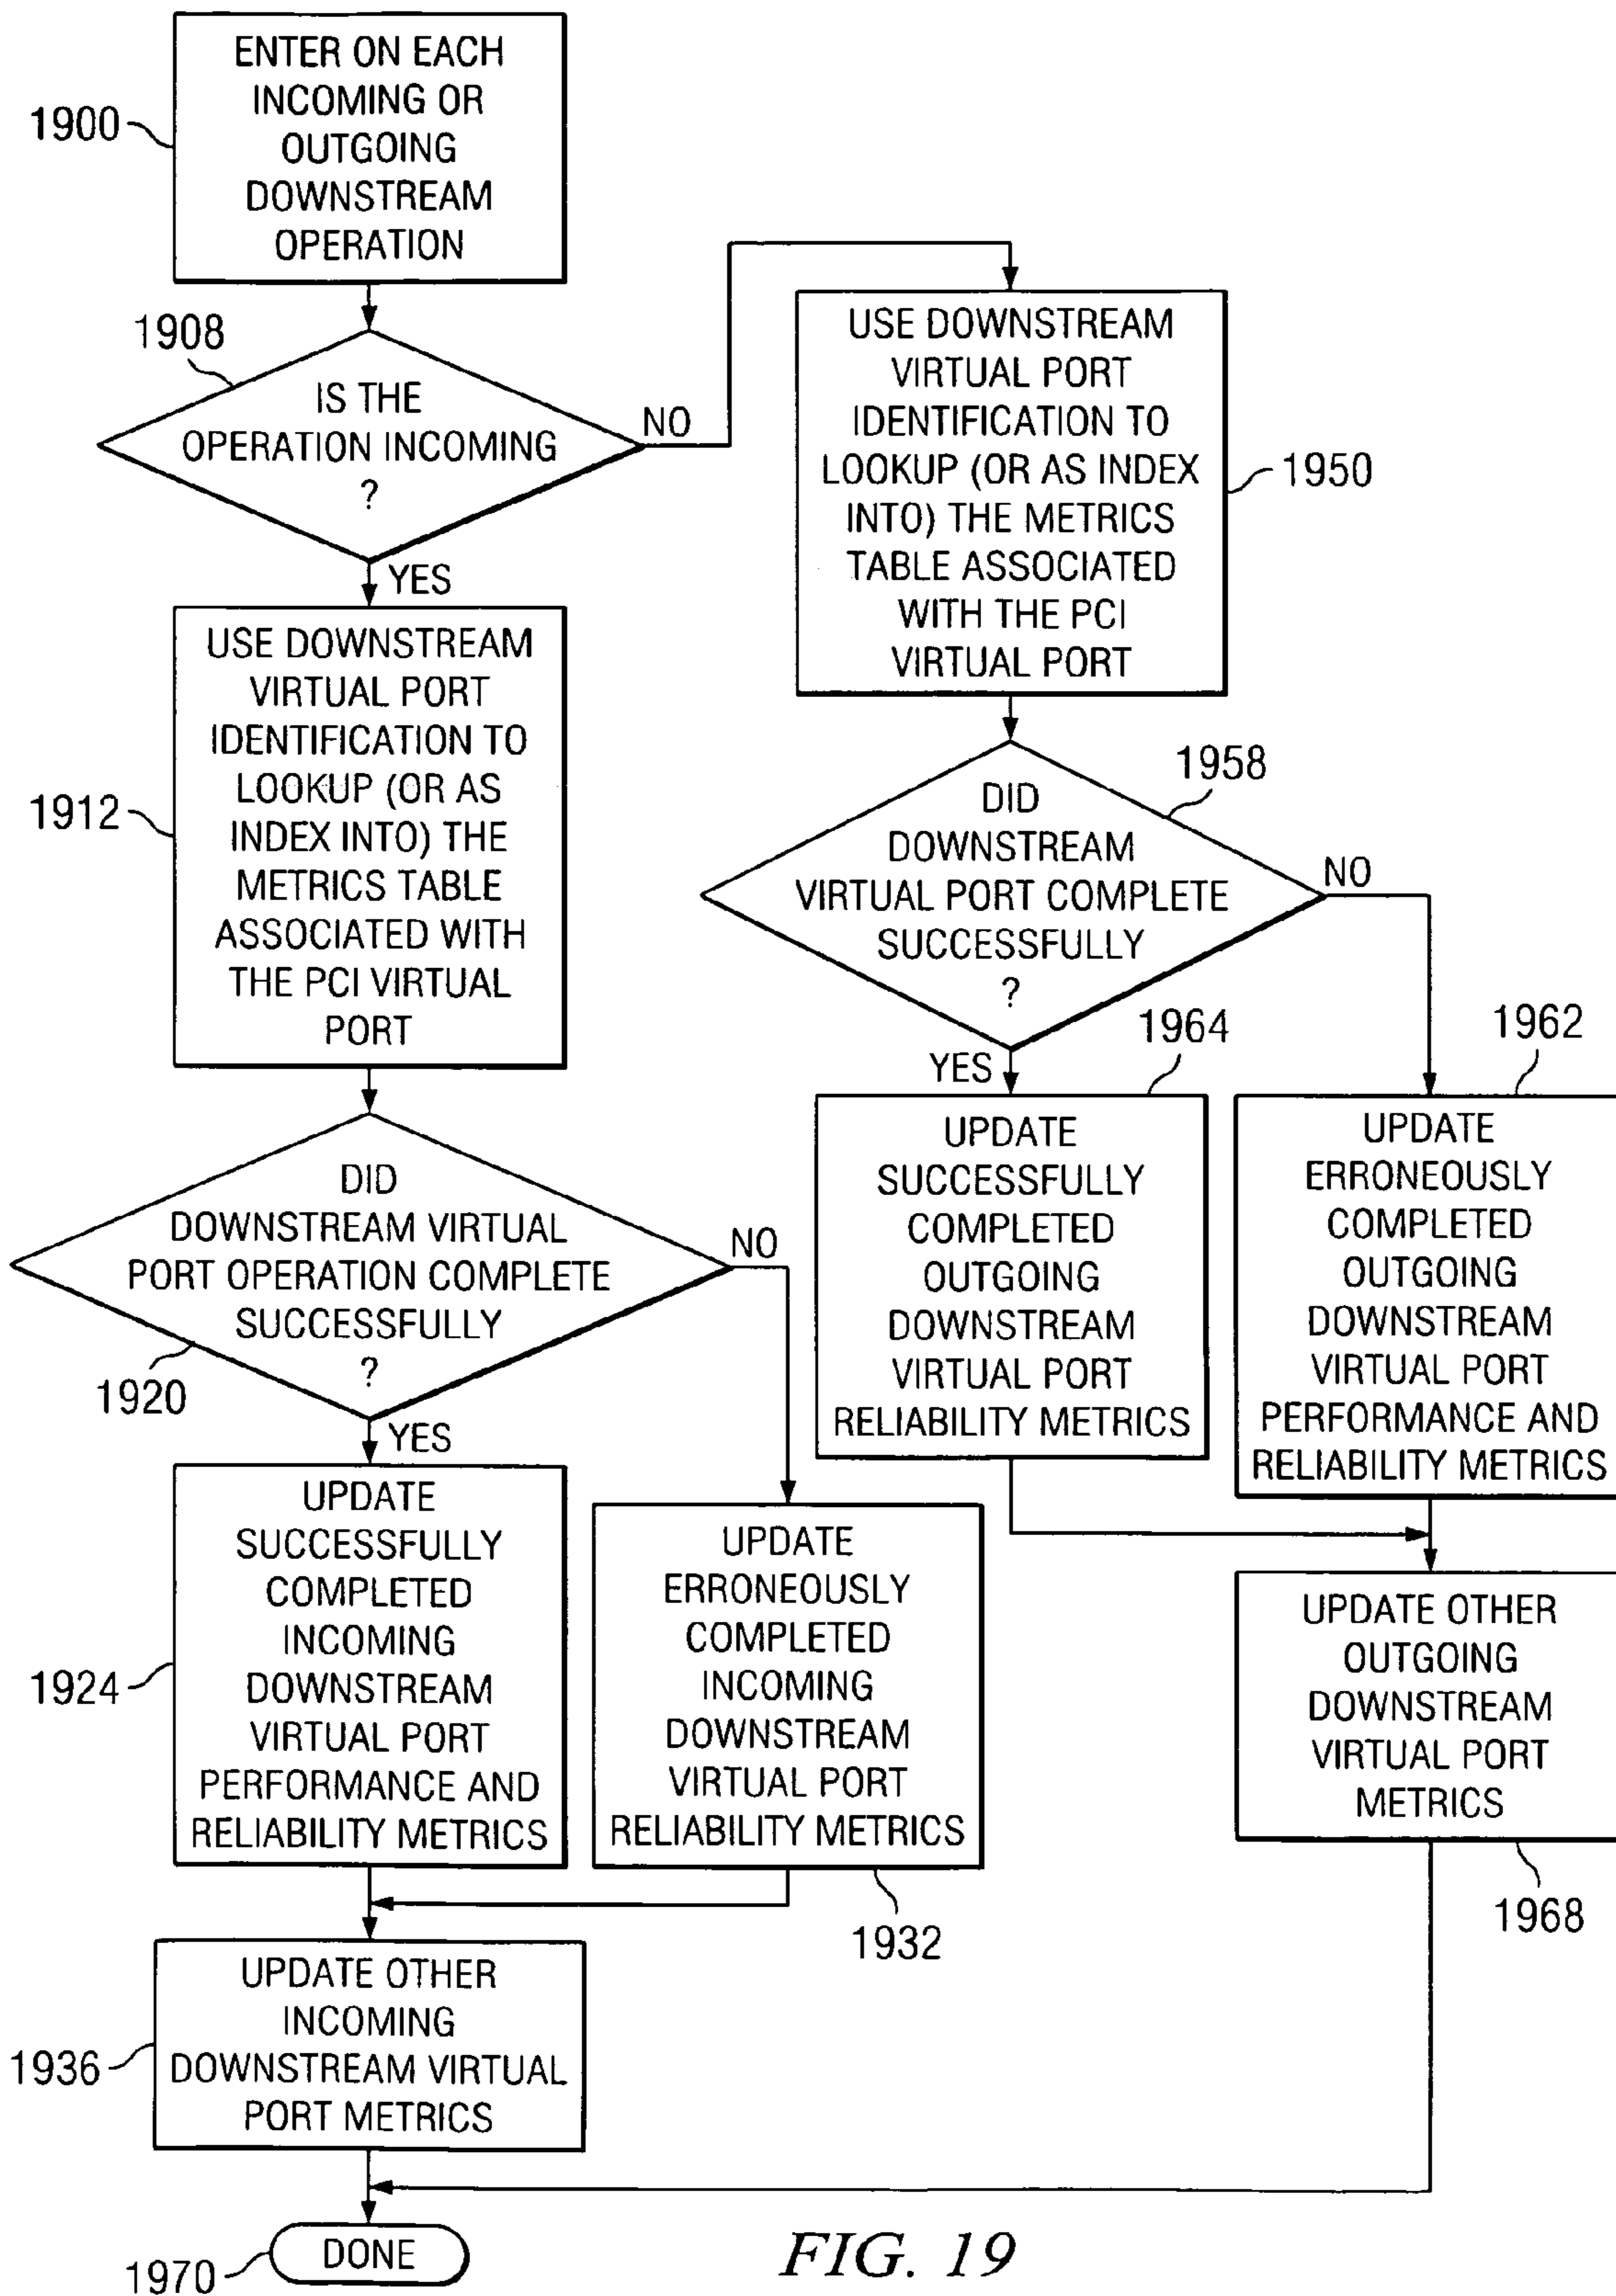 ENTER ON EACH
INCOMING OR
OUTGOING
DOWNSTREAM
OPERATION
1900
1908
IS THE
OPERATION INCOMING
?
NO
YES
USE DOWNSTREAM
VIRTUAL PORT
IDENTIFICATION TO
LOOKUP (OR AS
INDEX INTO) THE
METRICS TABLE
ASSOCIATED WITH
THE PCI VIRTUAL
PORT
1912
DID
DOWNSTREAM VIRTUAL
PORT OPERATION COMPLETE
SUCCESSFULLY
?
1920
NO
YES
UPDATE
SUCCESSFULLY
COMPLETED
INCOMING
DOWNSTREAM
VIRTUAL PORT
PERFORMANCE AND
RELIABILITY METRICS
1924
UPDATE
ERRONEOUSLY
COMPLETED
INCOMING
DOWNSTREAM
VIRTUAL PORT
RELIABILITY METRICS
1932
UPDATE OTHER
INCOMING
DOWNSTREAM VIRTUAL
PORT METRICS
1936
USE DOWNSTREAM
VIRTUAL PORT
IDENTIFICATION TO
LOOKUP (OR AS INDEX
INTO) THE METRICS
TABLE ASSOCIATED
WITH THE PCI
VIRTUAL PORT
1950
1958
DID
DOWNSTREAM
VIRTUAL PORT COMPLETE
SUCCESSFULLY
?
NO
YES
1964
UPDATE
SUCCESSFULLY
COMPLETED
OUTGOING
DOWNSTREAM
VIRTUAL PORT
RELIABILITY METRICS
1962
UPDATE
ERRONEOUSLY
COMPLETED
OUTGOING
DOWNSTREAM
VIRTUAL PORT
PERFORMANCE AND
RELIABILITY METRICS
UPDATE OTHER
OUTGOING
DOWNSTREAM
VIRTUAL PORT
METRICS
1968
DONE
1970
FIG. 19